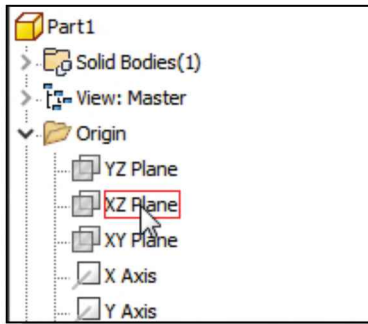 Part1
Solid Bodies(1)
View: Master
Origin
YZ Plane
XZ Plane
XY Plane
X Axis
Y Axis